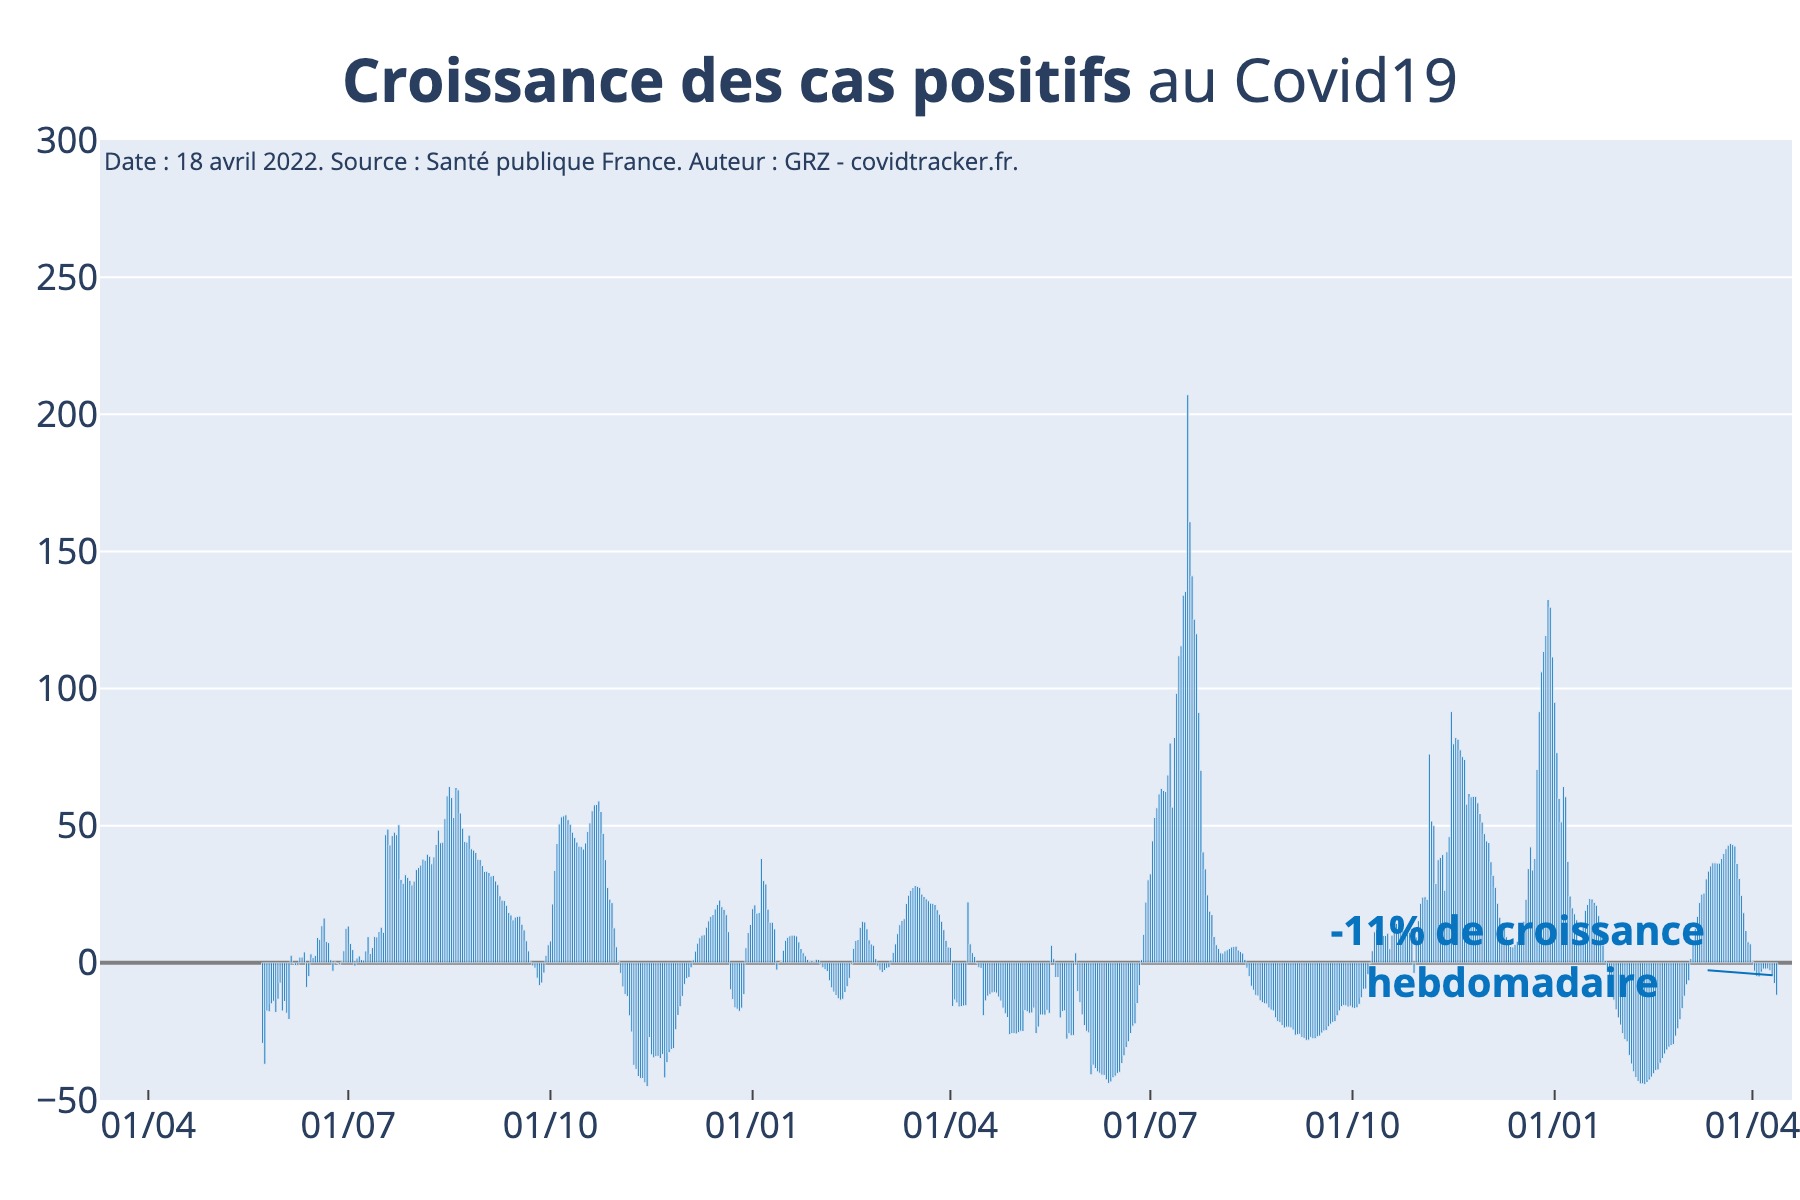 Croissance des cas positifs au Covid19
300
Date : 18 avril 2022. Source : Santé publique France. Auteur : GRZ - covidtracker.fr.
250
200
150
100
50
-11% de croissance
hebdomadaire
0
−50
01/04 01/07 01/10 01/01 01/04 01/07 01/10 01/01 01/04